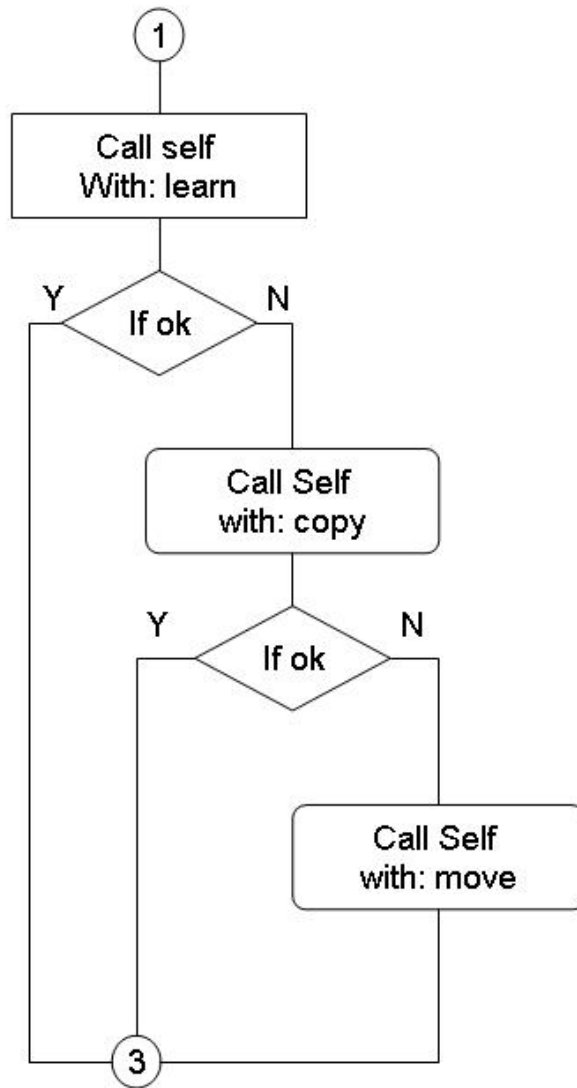 1
Call self
With: learn
Y
N
If ok
Call Self
with: copy
Y
N
If ok
Call Self
with: move
3